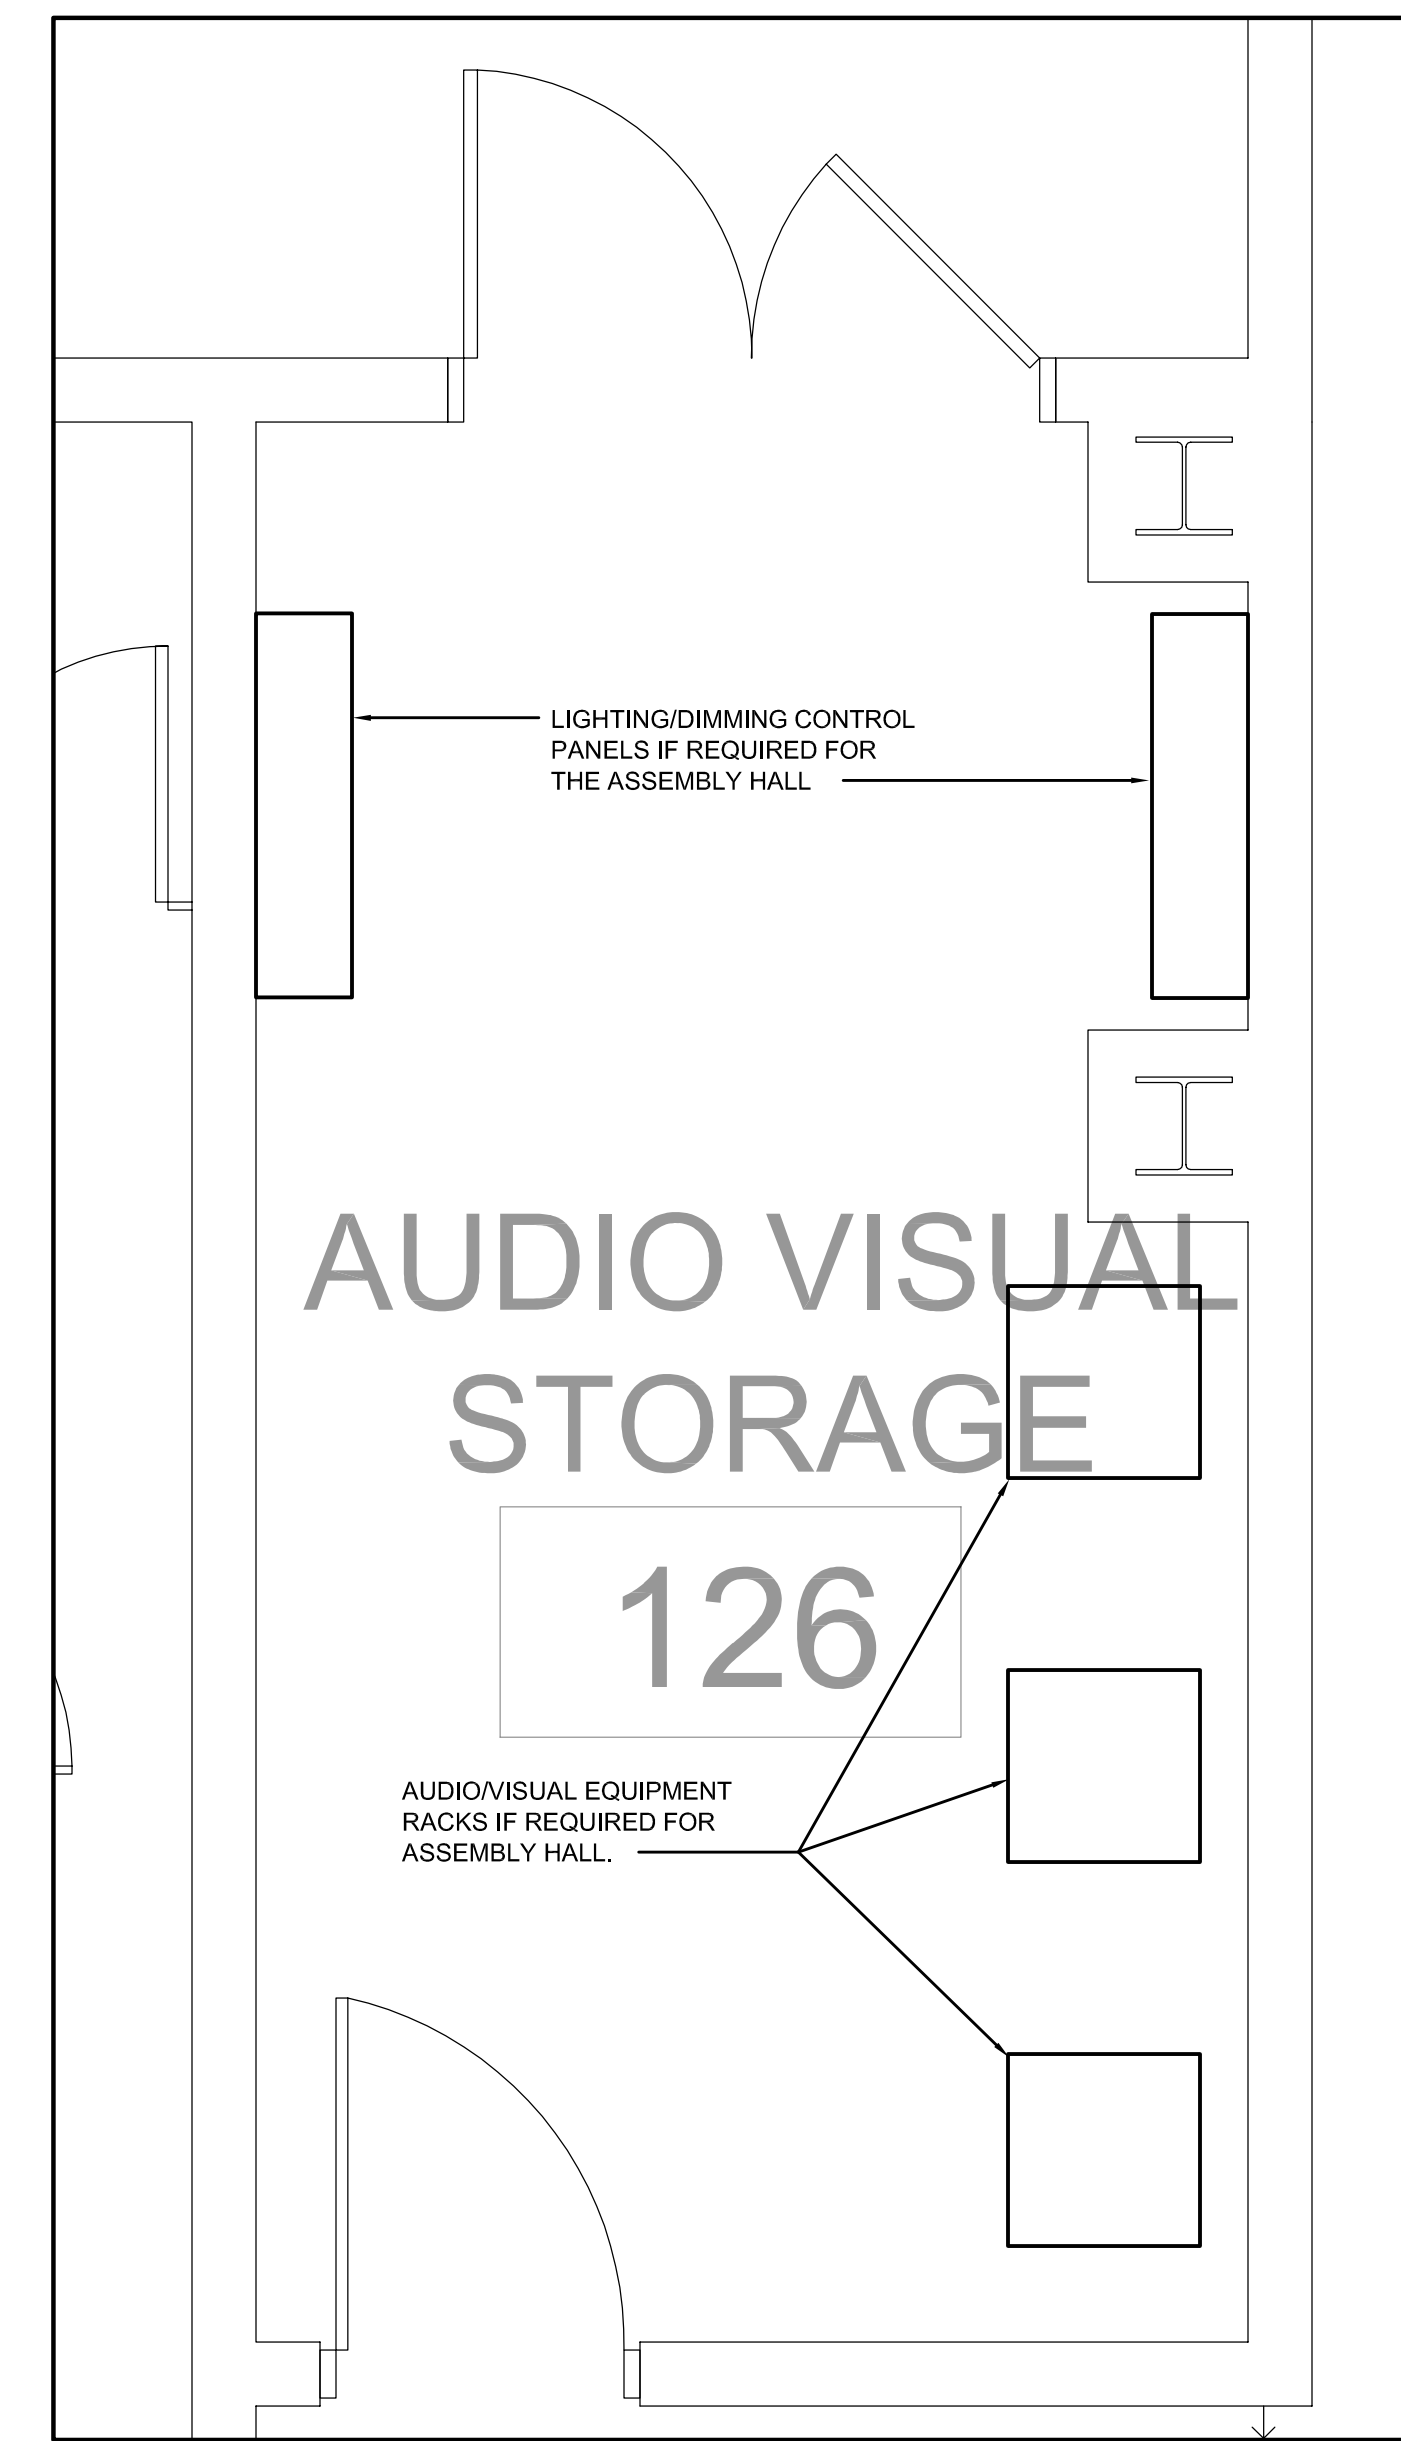 LIGHTING/DIMMING CONTROL
PANELS IF REQUIRED FOR
THE ASSEMBLY HALL
AUDIO VISUAL
STORAGE
126
AUDIO/VISUAL EQUIPMENT
RACKS IF REQUIRED FOR
ASSEMBLY HALL.